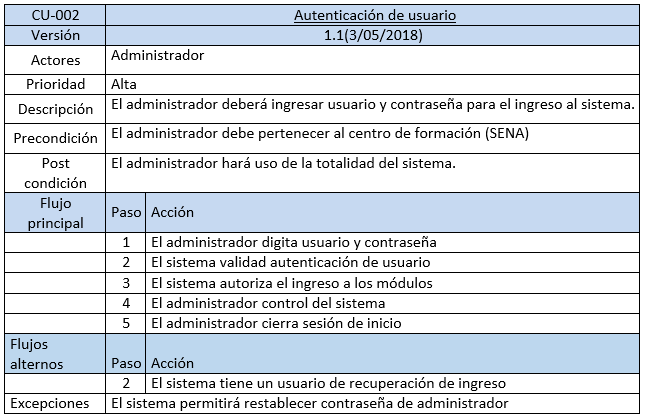 CU-002 Autenticación de usuario
Versión 1.1(3/05/2018)
Actores Administrador
Prioridad Alta
Descripción El administrador deberá ingresar usuario y contraseña para el ingreso al sistema.
Precondición El administrador debe pertenecer al centro de formación (SENA)
Post condición El administrador hará uso de la totalidad del sistema.
Flujo principal Paso Acción
1 El administrador digita usuario y contraseña
2 El sistema validad autenticación de usuario
3 El sistema autoriza el ingreso a los módulos
4 El administrador control del sistema
5 El administrador cierra sesión de inicio
Flujos alternos Paso Acción
2 El sistema tiene un usuario de recuperación de ingreso
Excepciones El sistema permitirá restablecer contraseña de administrador